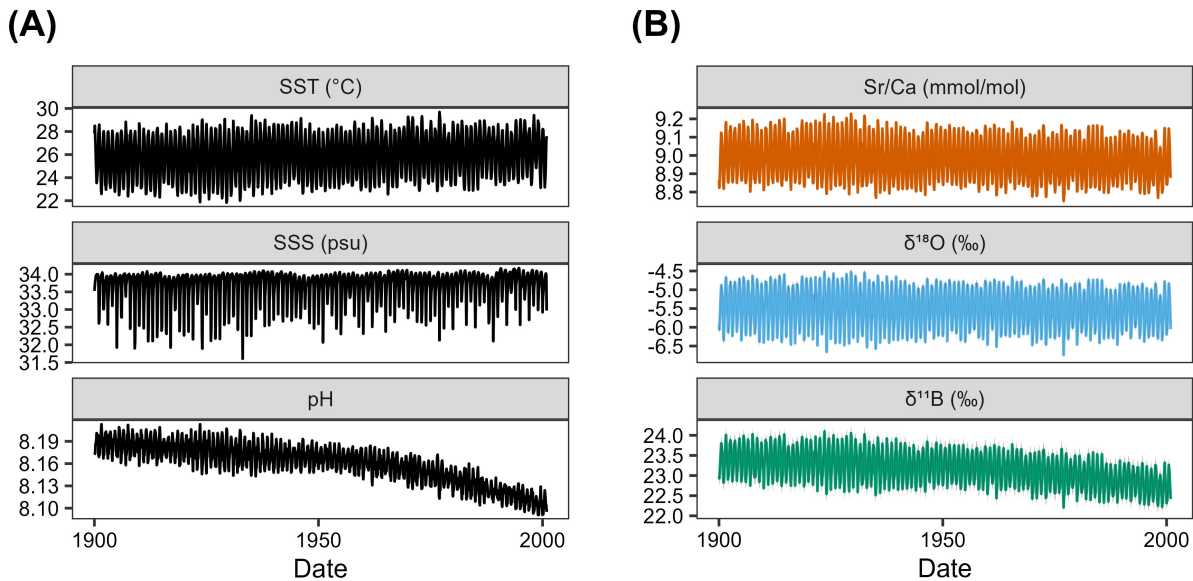 (A)
SST (°C)
30
28
26
24
22
SSS (psu)
34.0
33.5
33.0
32.5
32.0
31.5
pH
8.19
8.16
8.13
8.10
1900 1950 2000
Date
(B)
Sr/Ca (mmol/mol)
9.2
9.1
9.0
8.9
8.8
δ¹⁸O (‰)
-4.5
-5.0
-5.5
-6.0
-6.5
δ¹¹B (‰)
24.0
23.5
23.0
22.5
22.0
1900 1950 2000
Date